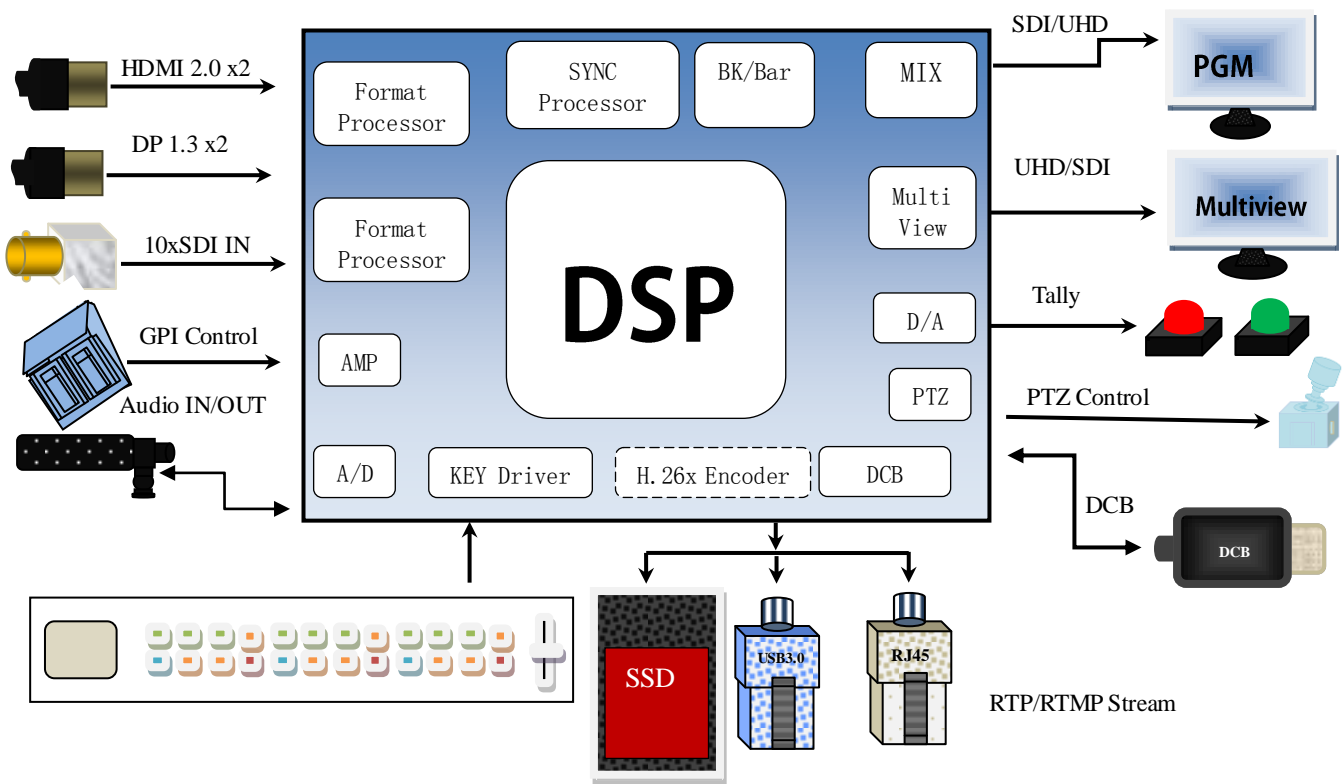 HDMI 2.0 x2
DP 1.3 x2
10xSDI IN
GPI Control
Audio IN/OUT
Format
Processor
SYNC
Processor
BK/Bar
MIX
Format
Processor
Multi
View
DSP
D/A
AMP
PTZ
A/D
KEY Driver
H.26x Encoder
DCB
SDI/UHD
PGM
UHD/SDI
Multiview
Tally
PTZ Control
DCB
DCB
SSD
USB3.0
RJ45
RTP/RTMP Stream